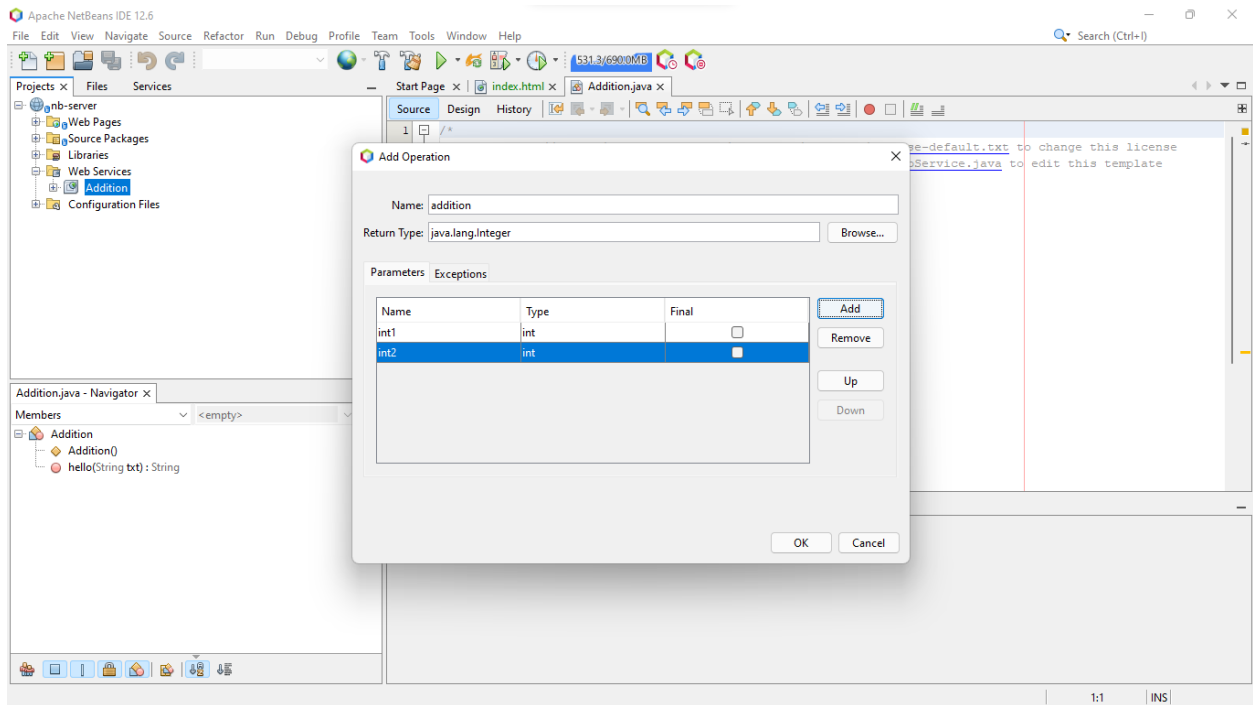 Apache NetBeans IDE 12.6
File Edit View Navigate Source Refactor Run Debug Profile Team Tools Window Help
Search (Ctrl+I)
531.3/690.0MB
Projects Files Services
nb-server
Web Pages
Source Packages
Libraries
Web Services
Addition
Configuration Files
Start Page index.html Addition.java
Source Design History
1 /*
se-default.txt to change this license
Service.java to edit this template
Add Operation
Name: addition
Return Type: java.lang.Integer Browse...
Parameters Exceptions
Name Type Final
int1 int
int2 int
Add
Remove
Up
Down
OK Cancel
Addition.java - Navigator
Members <empty>
Addition
Addition()
hello(String txt) : String
1:1 INS